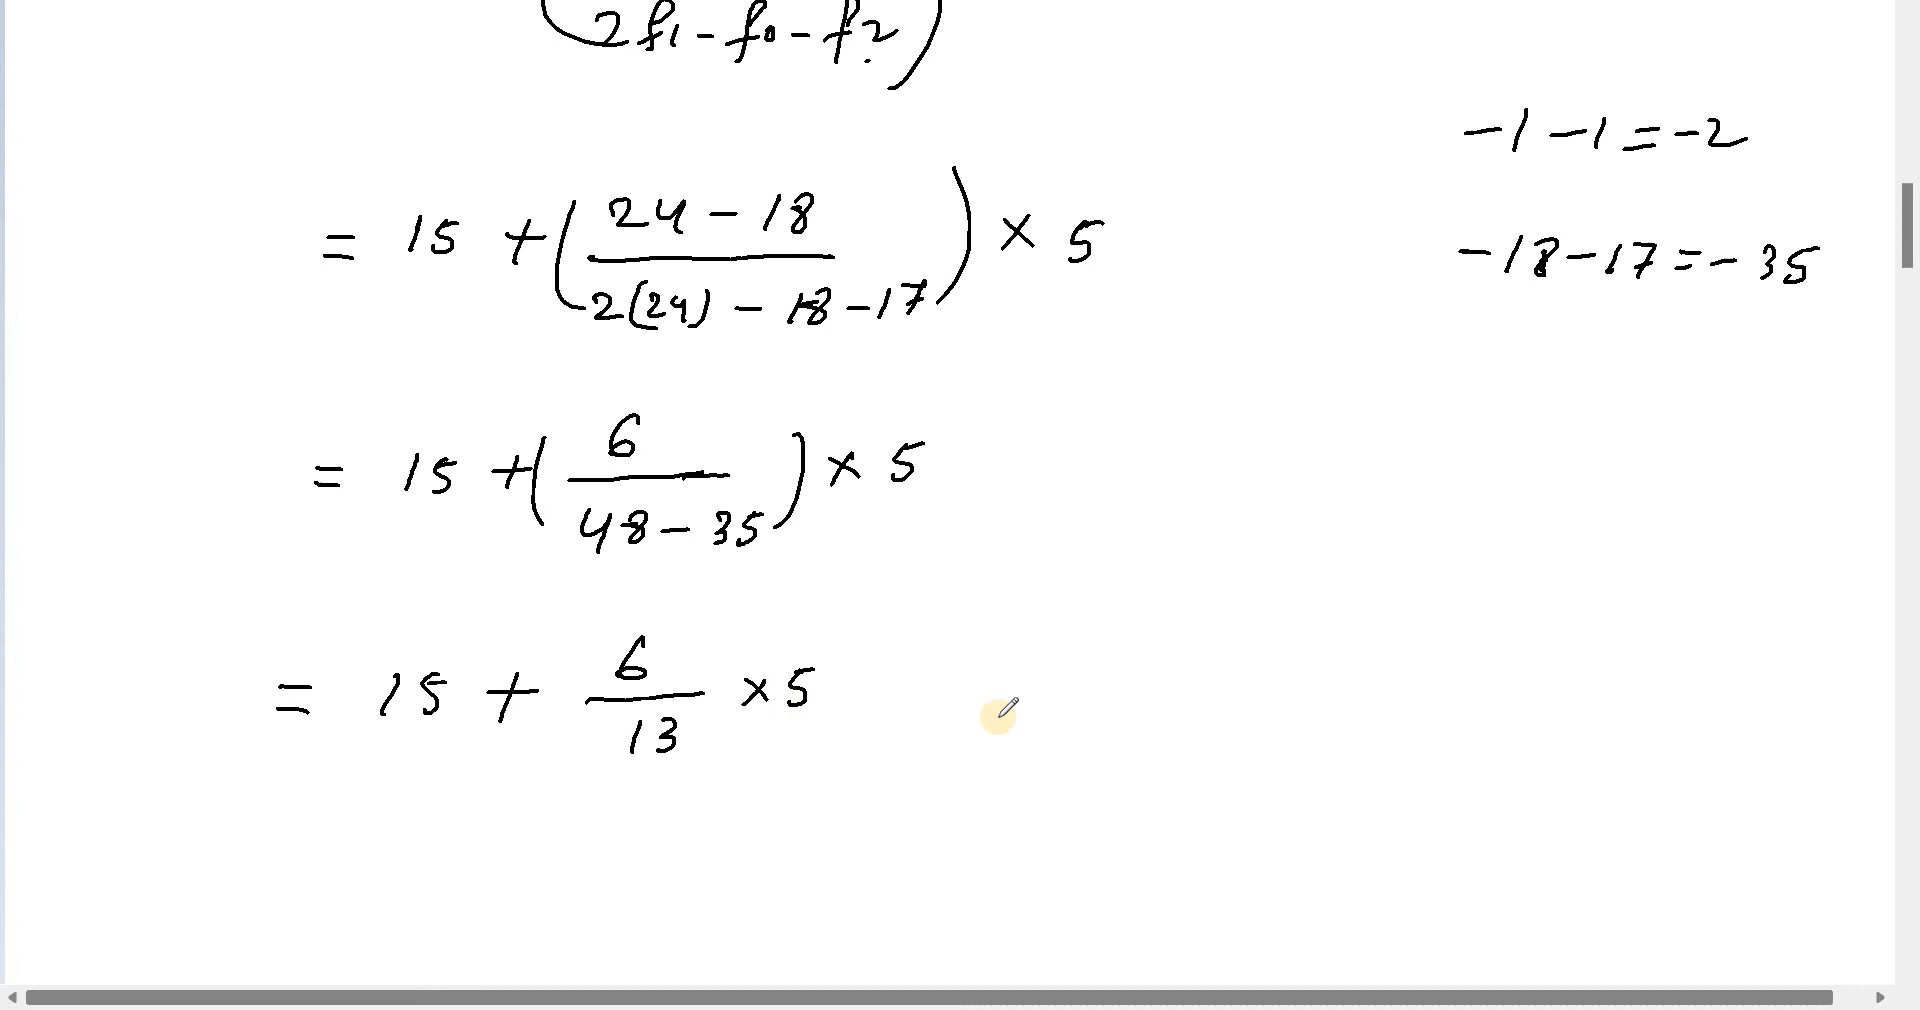 2f1 - f0 - f2)
-1 -1 = -2
= 15 + (24 - 18 / 2(24) - 18 - 17) × 5
-18 - 17 = -35
= 15 + (6 / 48 - 35) × 5
= 15 + 6/13 × 5